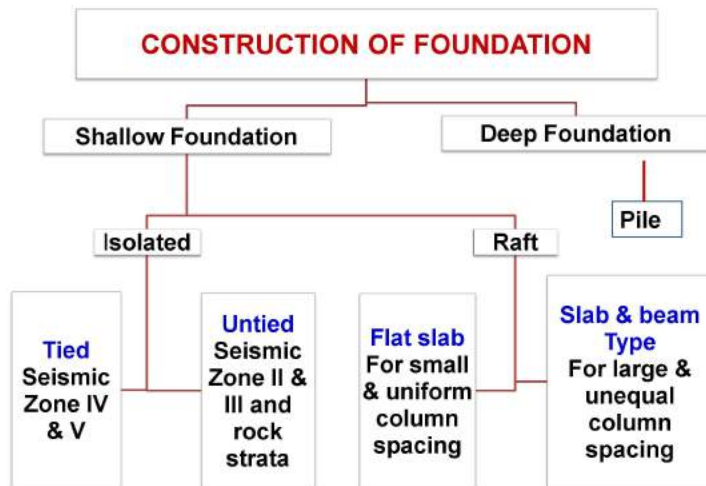 CONSTRUCTION OF FOUNDATION
Shallow Foundation
Deep Foundation
Pile
Isolated
Raft
Tied
Seismic
Zone IV
& V
Untied
Seismic
Zone II &
III and
rock
strata
Flat slab
For small
& uniform
column
spacing
Slab & beam
Type
For large &
unequal
column
spacing